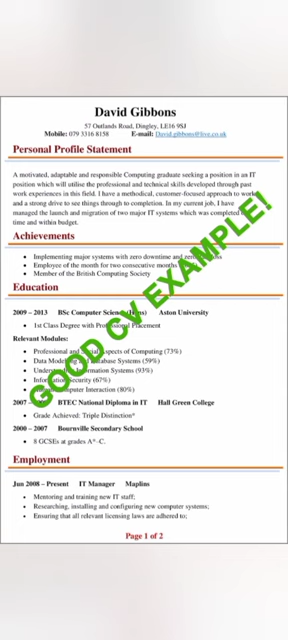 David Gibbons
57 Outlands Road, Dingley, LE16 9SJ
Mobile: 079 3316 8158 E-mail: David.gibbons@live.co.uk
Personal Profile Statement
A motivated, adaptable and responsible Computing graduate seeking a position in an IT
position which will utilise the professional and technical skills developed through past
work experiences in this field. I have a methodical, customer-focused approach to work
and a strong drive to see things through to completion. In my current job, I have
managed the launch and migration of two major IT systems which was completed
time and within budget.
Achievements
Implementing major systems with zero downtime and
Employee of the month for two consecutive months
Member of the British Computing Society
Education
2009 – 2013 BSc Computer Science (Hons) Aston University
1st Class Degree with Professional Placement
Relevant Modules:
Professional and Social Aspects of Computing (73%)
Data Modelling and Database Systems (59%)
Information Systems (93%)
Information Security (67%)
Computer Interaction (80%)
BTEC National Diploma in IT Hall Green College
Grade Achieved: Triple Distinction*
2000 – 2007 Bournville Secondary School
8 GCSEs at grades A*-C.
Employment
Jun 2008 – Present IT Manager Maplins
Mentoring and training new IT staff;
Researching, installing and configuring new computer systems;
Ensuring that all relevant licensing laws are adhered to;
Page 1 of 2
GOOD CV EXAMPLE!